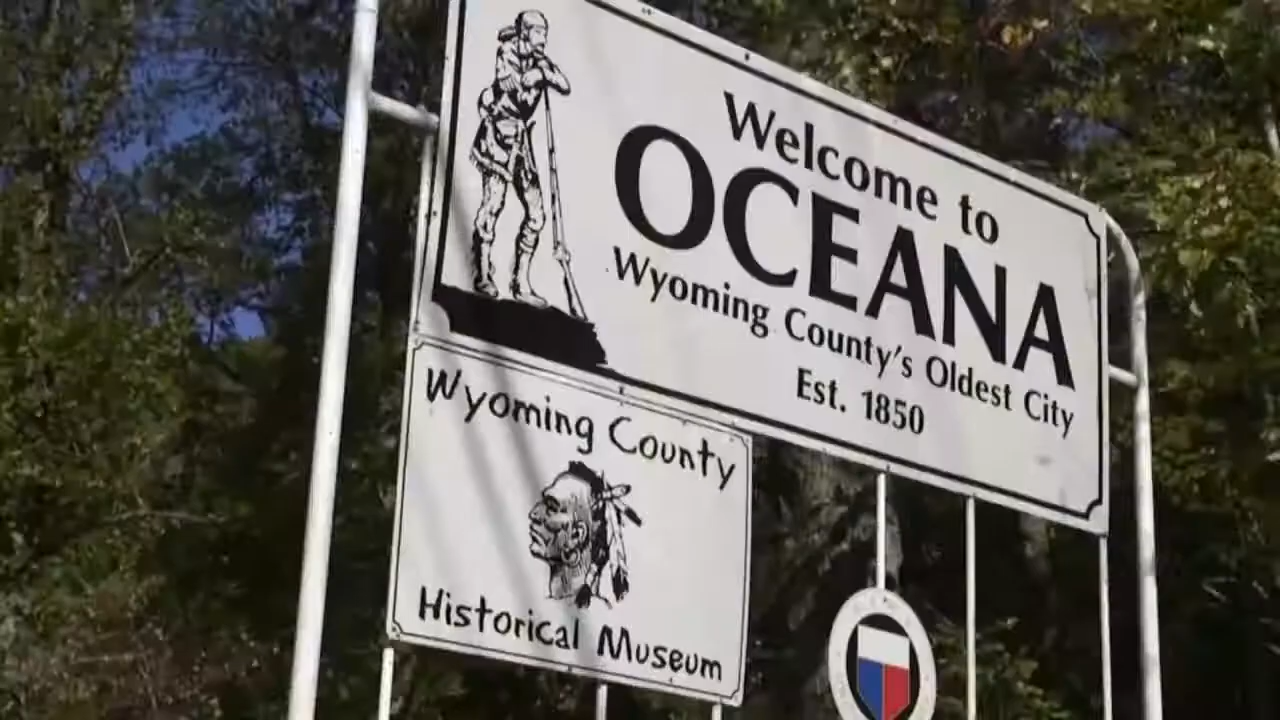 Welcome to
OCEANA
Wyoming County's Oldest City
Est. 1850
Wyoming County
Historical Museum